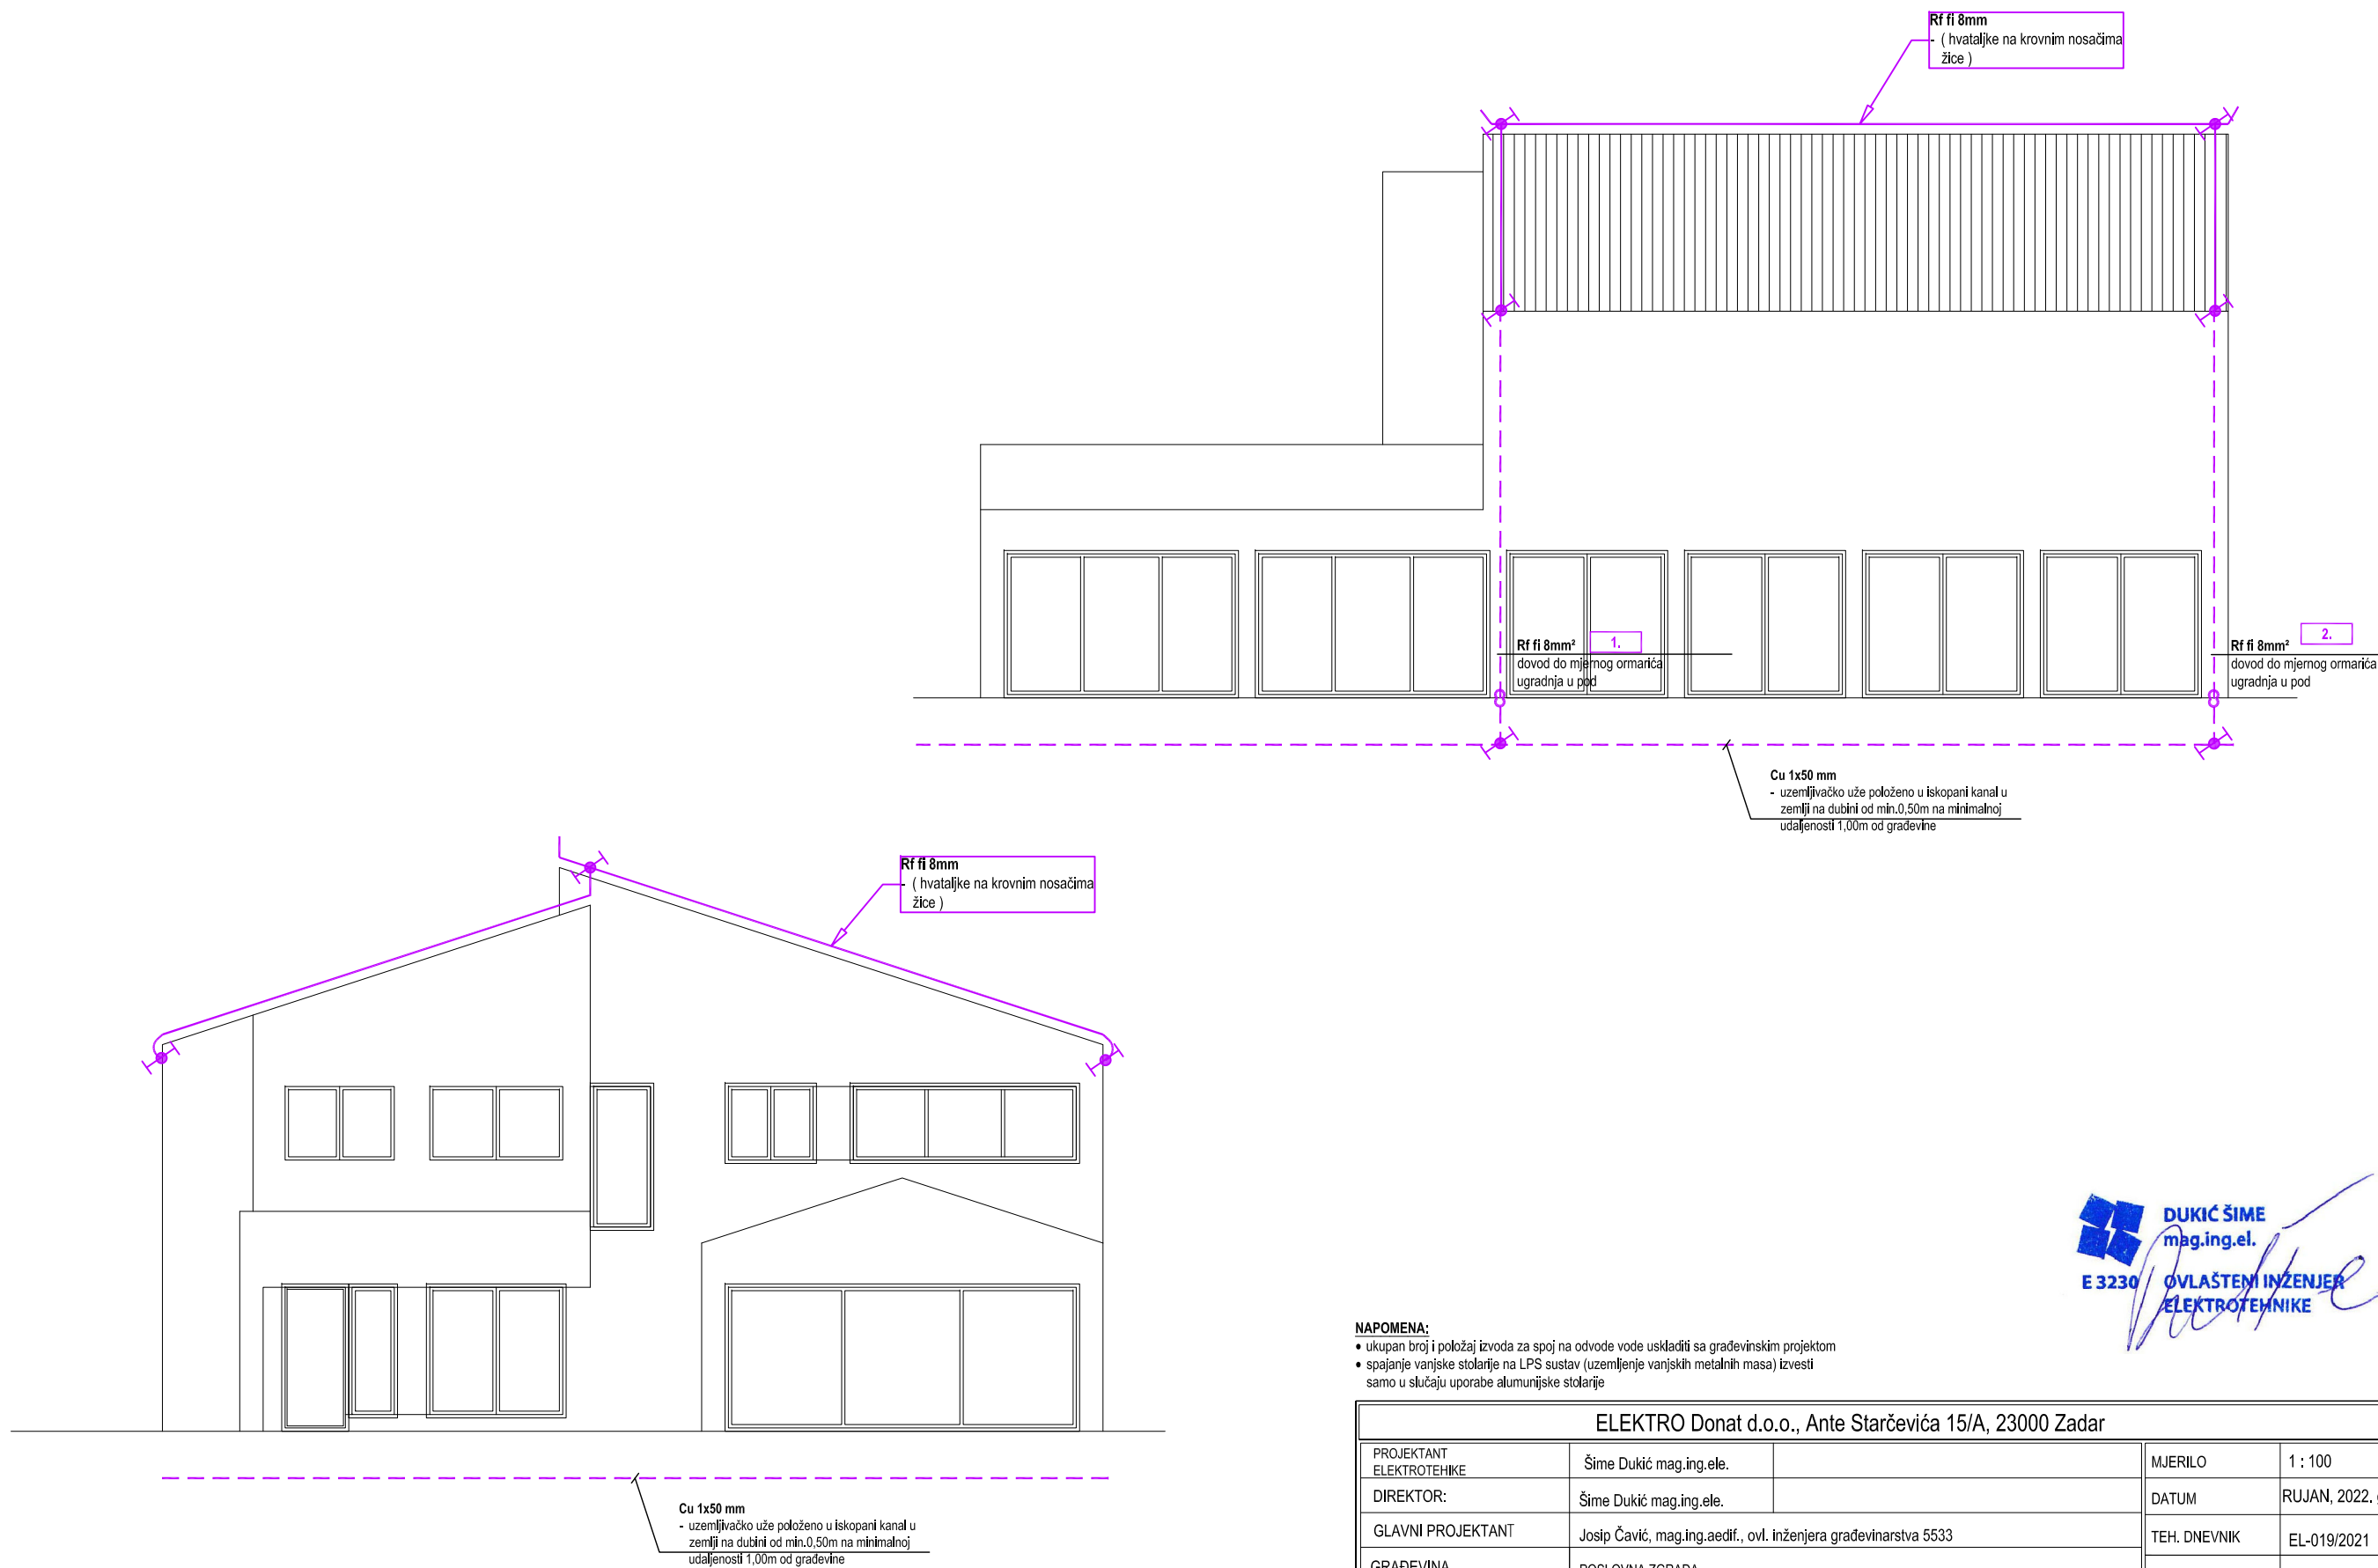 Rf fi 8mm
- ( hvataljke na krovnim nosačima
žice )
Rf fi 8mm²
1.
dovod do mjernog ormarića
ugradnja u pod
Rf fi 8mm²
2.
dovod do mjernog ormarića
ugradnja u pod
Cu 1x50 mm
- uzemljivačko uže položeno u iskopani kanal u
zemlji na dubini od min.0,50m na minimalnoj
udaljenosti 1,00m od građevine
Rf fi 8mm
- ( hvataljke na krovnim nosačima
žice )
Cu 1x50 mm
- uzemljivačko uže položeno u iskopani kanal u
zemlji na dubini od min.0,50m na minimalnoj
udaljenosti 1,00m od građevine
DUKIĆ ŠIME
mag.ing.el.
E 3230 OVLAŠTENI INŽENJER
ELEKTROTEHNIKE
NAPOMENA:
• ukupan broj i položaj izvoda za spoj na odvode vode uskladiti sa građevinskim projektom
• spajanje vanjske stolarije na LPS sustav (uzemljenje vanjskih metalnih masa) izvesti
samo u slučaju uporabe alumunijske stolarije
ELEKTRO Donat d.o.o., Ante Starčevića 15/A, 23000 Zadar
PROJEKTANT
ELEKTROTEHIKE
Šime Dukić mag.ing.ele.
MJERILO
1 : 100
DIREKTOR:
Šime Dukić mag.ing.ele.
DATUM
RUJAN, 2022.
GLAVNI PROJEKTANT
Josip Čavić, mag.ing.aedif., ovl. inženjera građevinarstva 5533
TEH. DNEVNIK
EL-019/2021
GRAĐEVINA
POSLOVNA ZGRADA